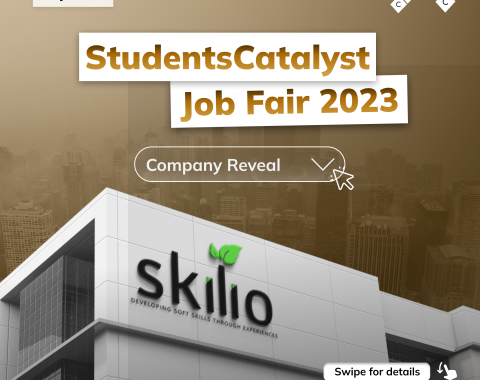 C
C
StudentsCatalyst
Job Fair 2023
Company Reveal
skilio
DEVELOPING SOFT SKILLS THROUGH EXPERIENCES
Swipe for details